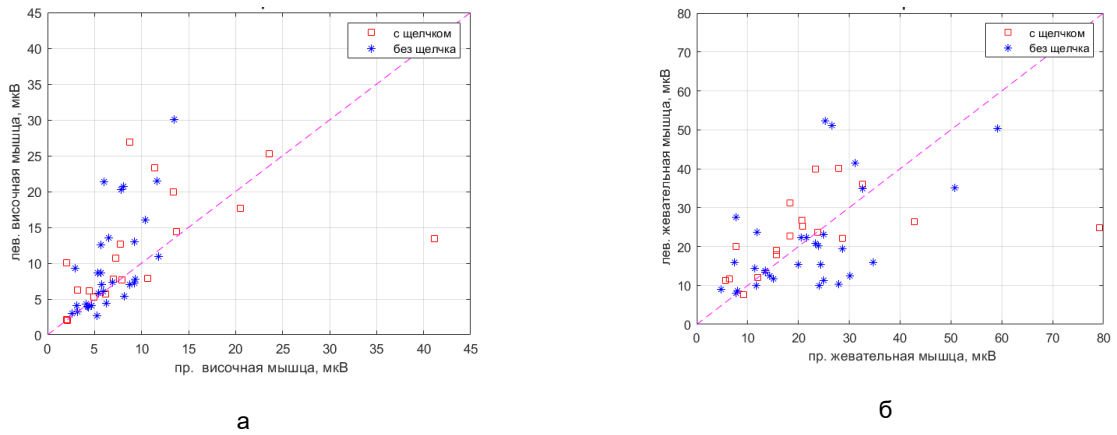 45
40
35
30
25
20
15
10
5
0
лев. височная мышца, мкВ
с щелчком
без щелчка
0 5 10 15 20 25 30 35 40 45
пр. височная мышца, мкВ
а
80
70
60
50
40
30
20
10
0
лев. жевательная мышца, мкВ
с щелчком
без щелчка
0 10 20 30 40 50 60 70 80
пр. жевательная мышца, мкВ
б